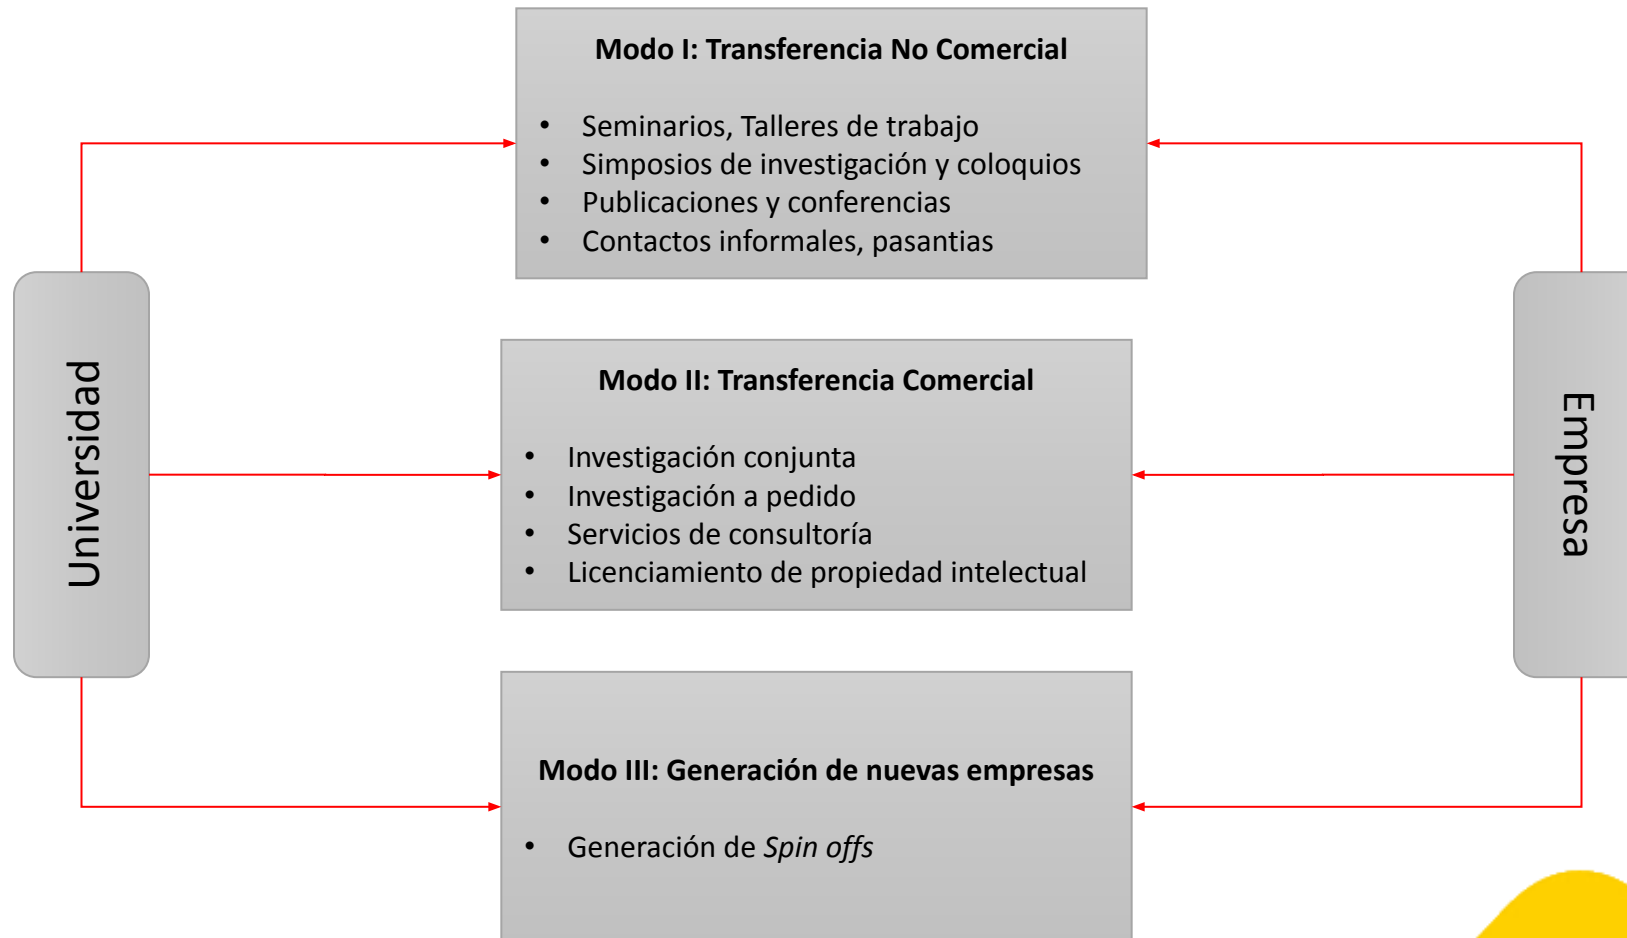 Modo I: Transferencia No Comercial
• Seminarios, Talleres de trabajo
• Simposios de investigación y coloquios
• Publicaciones y conferencias
• Contactos informales, pasantias
Universidad
Modo II: Transferencia Comercial
• Investigación conjunta
• Investigación a pedido
• Servicios de consultoría
• Licenciamiento de propiedad intelectual
Empresa
Modo III: Generación de nuevas empresas
• Generación de Spin offs